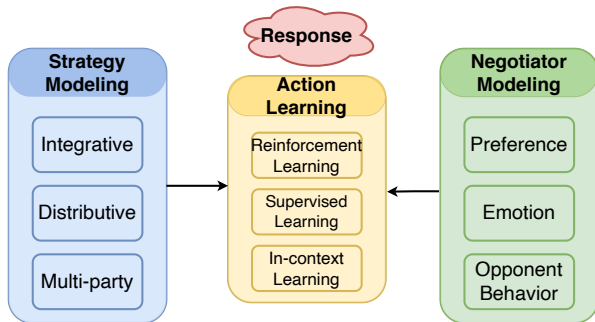 Response
Strategy
Modeling
Integrative
Distributive
Multi-party
Action
Learning
Reinforcement
Learning
Supervised
Learning
In-context
Learning
Negotiator
Modeling
Preference
Emotion
Opponent
Behavior